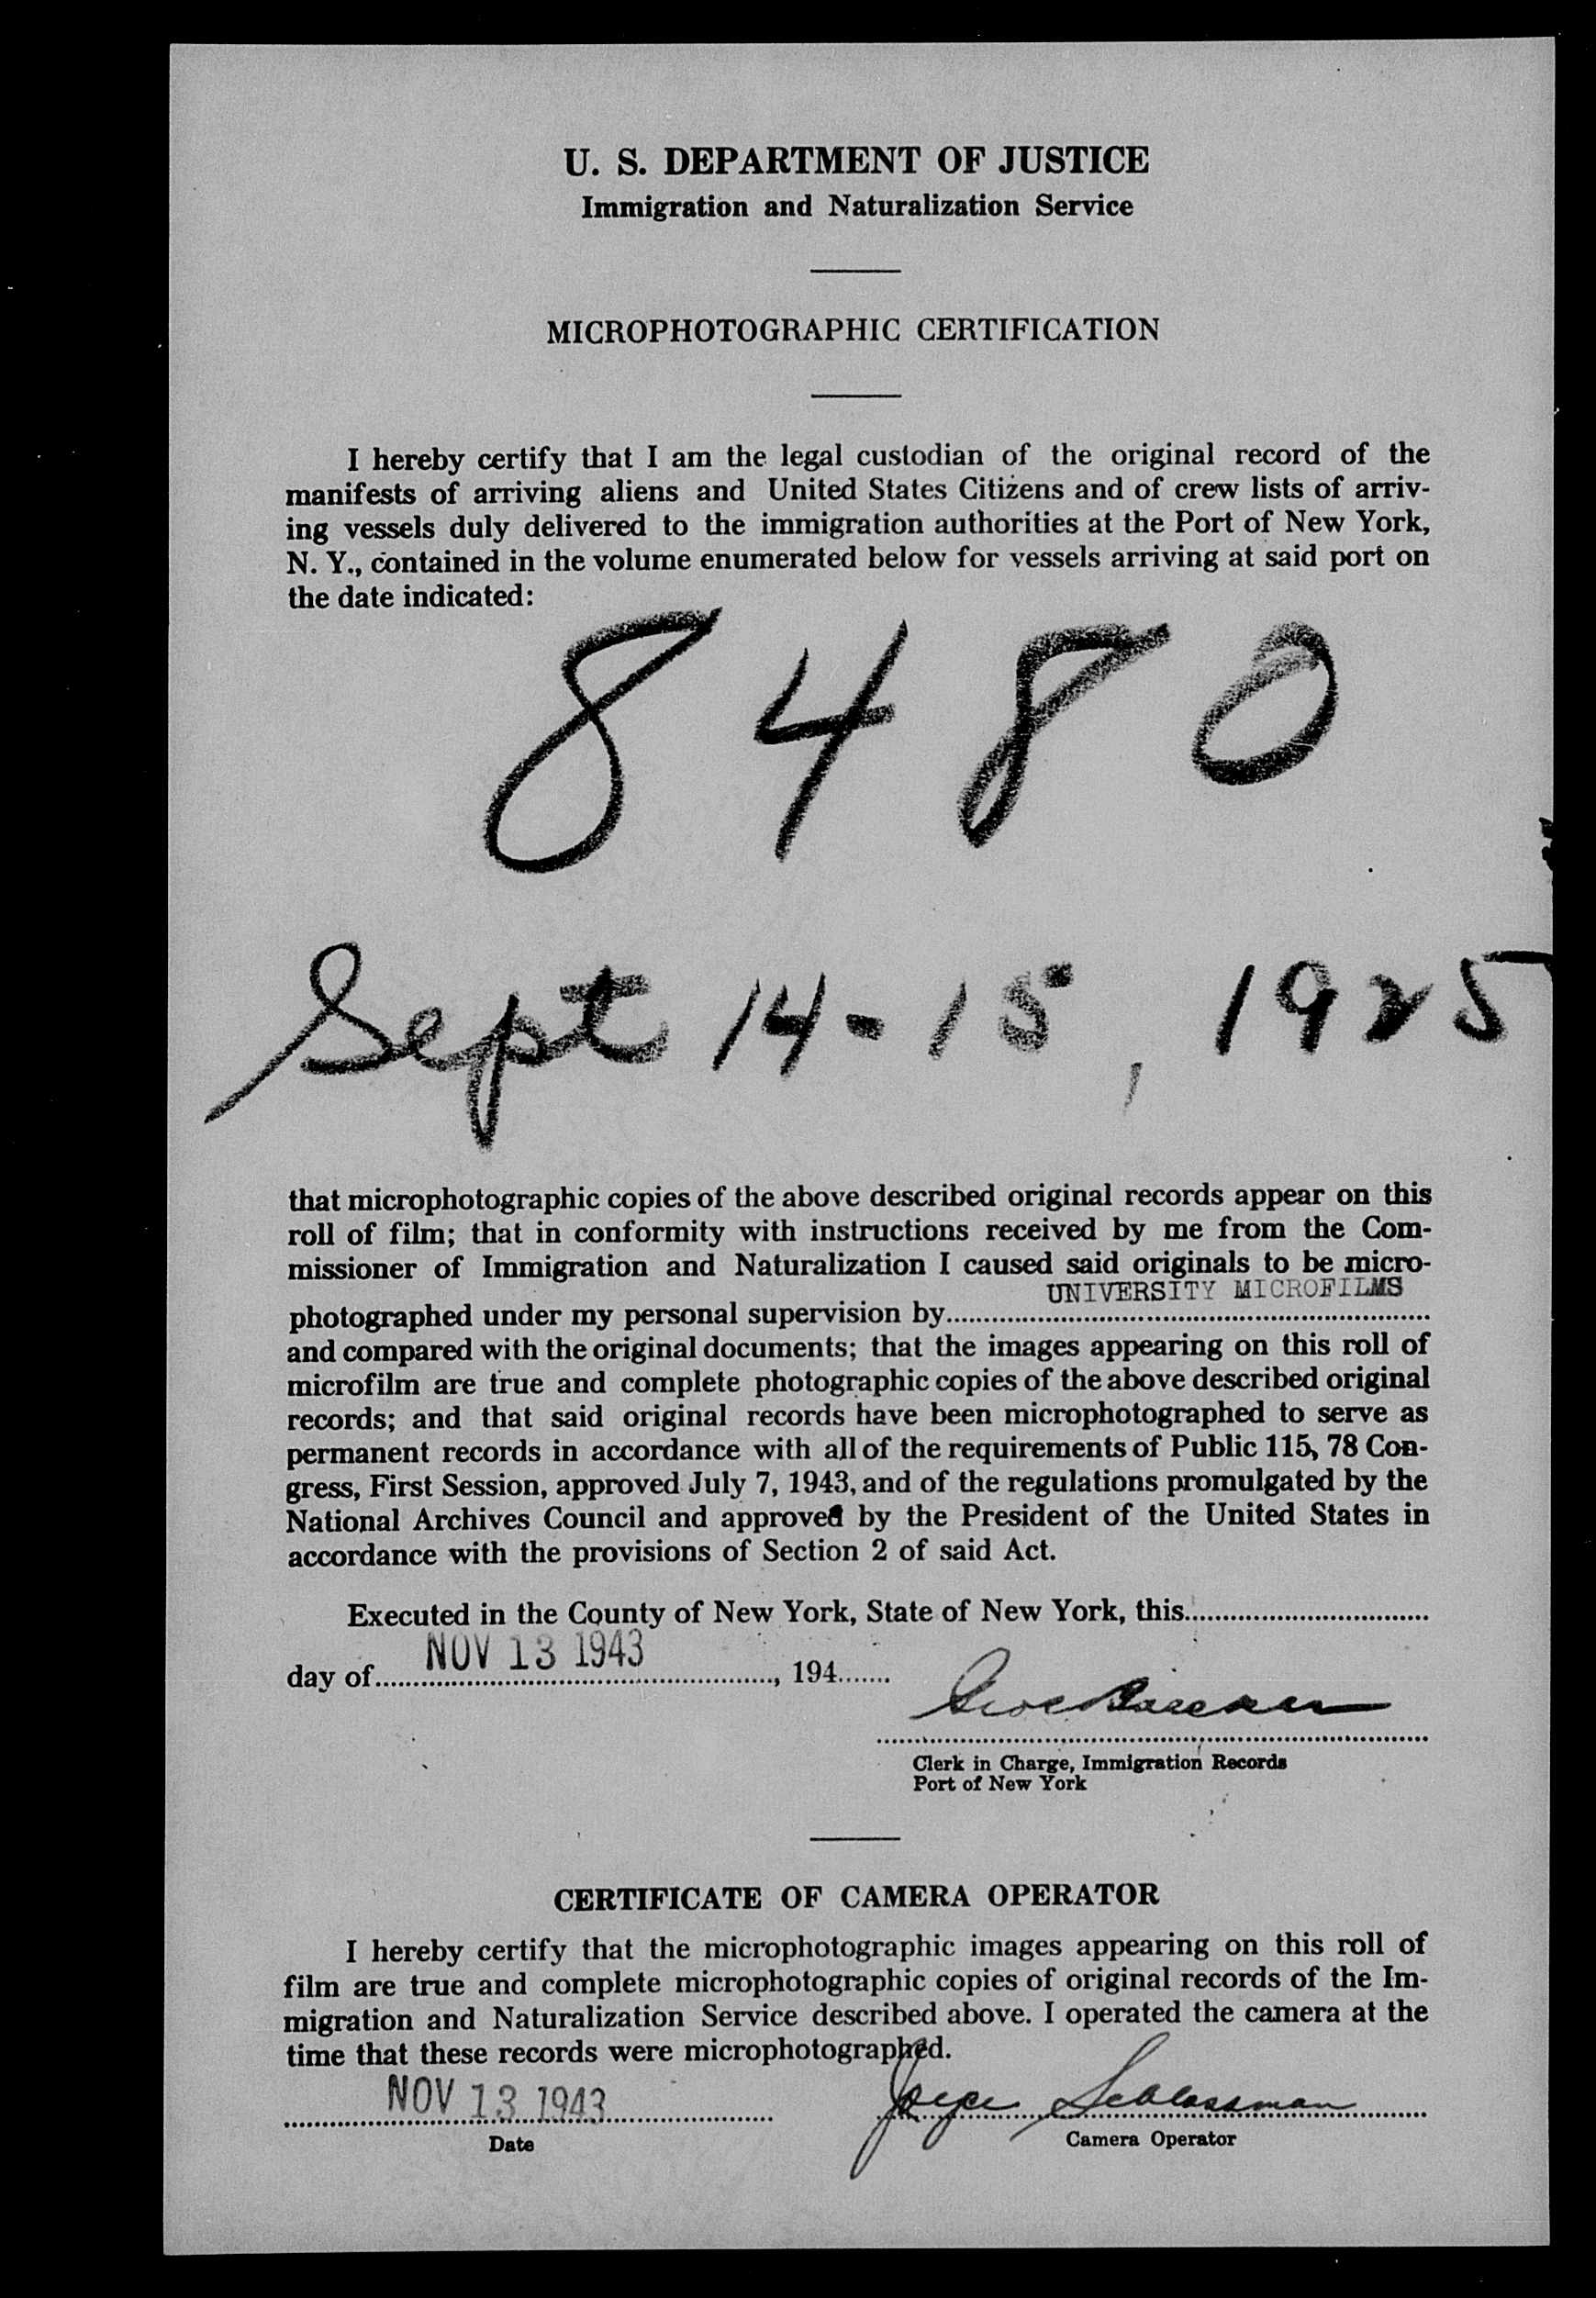 U. S. DEPARTMENT OF JUSTICE
Immigration and Naturalization Service
MICROPHOTOGRAPHIC CERTIFICATION
I hereby certify that I am the legal custodian of the original record of the
manifests of arriving aliens and United States Citizens and of crew lists of arriv-
ing vessels duly delivered to the immigration authorities at the Port of New York,
N. Y., contained in the volume enumerated below for vessels arriving at said port on
the date indicated:
8480
Sept 14-15, 1925
that microphotographic copies of the above described original records appear on this
roll of film; that in conformity with instructions received by me from the Com-
missioner of Immigration and Naturalization I caused said originals to be micro-
UNIVERSITY MICROFILMS
photographed under my personal supervision by
and compared with the original documents; that the images appearing on this roll of
microfilm are true and complete photographic copies of the above described original
records; and that said original records have been microphotographed to serve as
permanent records in accordance with all of the requirements of Public 115, 78 Con-
gress, First Session, approved July 7, 1943, and of the regulations promulgated by the
National Archives Council and approved by the President of the United States in
accordance with the provisions of Section 2 of said Act.
Executed in the County of New York, State of New York, this
NOV 13 1943
day of , 194
Clerk in Charge, Immigration Records
Port of New York
CERTIFICATE OF CAMERA OPERATOR
I hereby certify that the microphotographic images appearing on this roll of
film are true and complete microphotographic copies of original records of the Im-
migration and Naturalization Service described above. I operated the camera at the
time that these records were microphotographed.
NOV 13 1943 Joyce Schlossman
Date Camera Operator